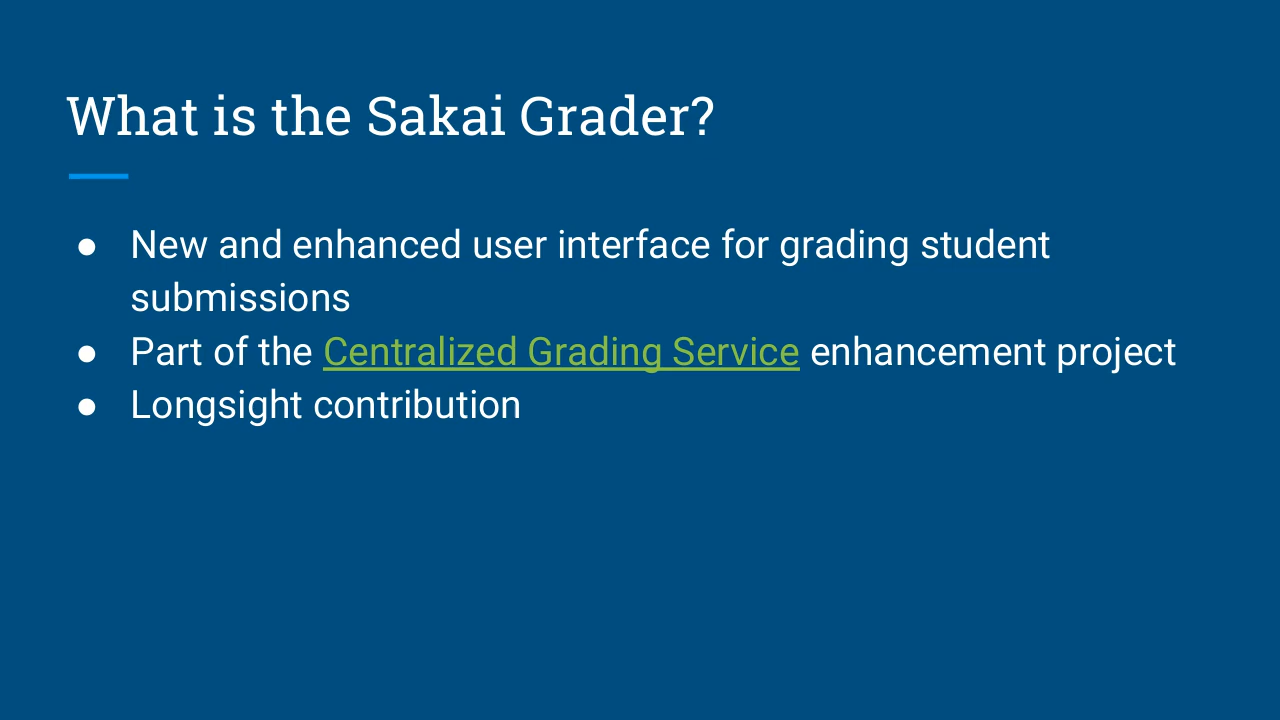 What is the Sakai Grader?
● New and enhanced user interface for grading student
submissions
● Part of the Centralized Grading Service enhancement project
● Longsight contribution